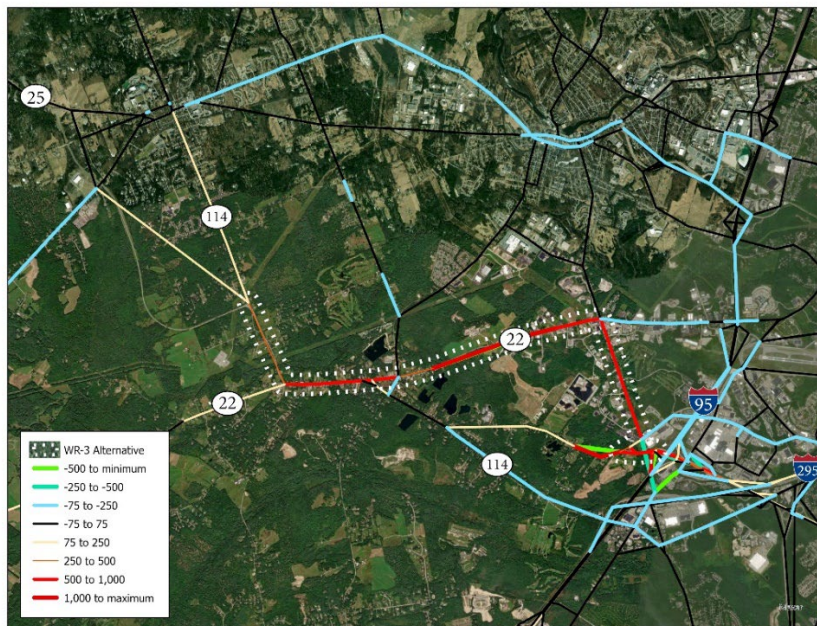 25
114
22
22
95
114
295
WR-3 Alternative
-500 to minimum
-250 to -500
-75 to -250
-75 to 75
75 to 250
250 to 500
500 to 1,000
1,000 to maximum